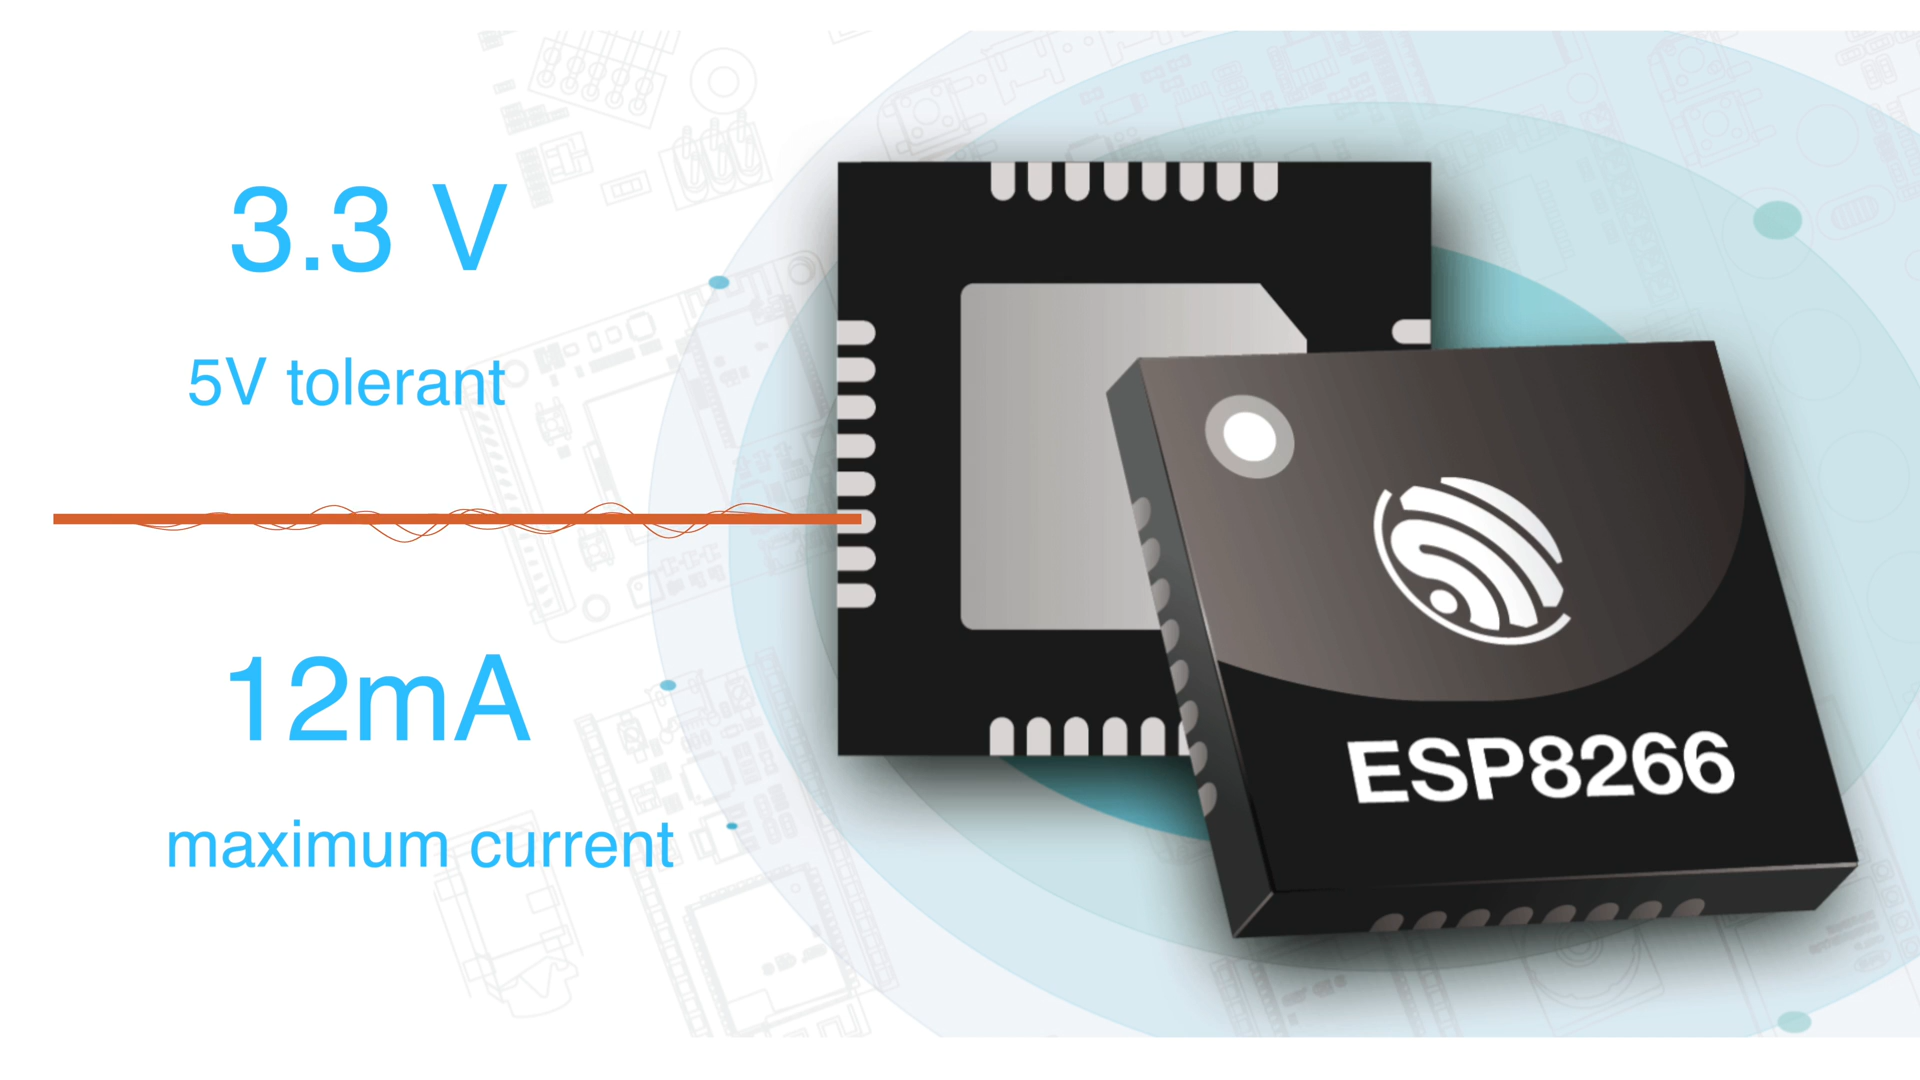 3.3 V
5V tolerant
12mA
maximum current
ESP8266